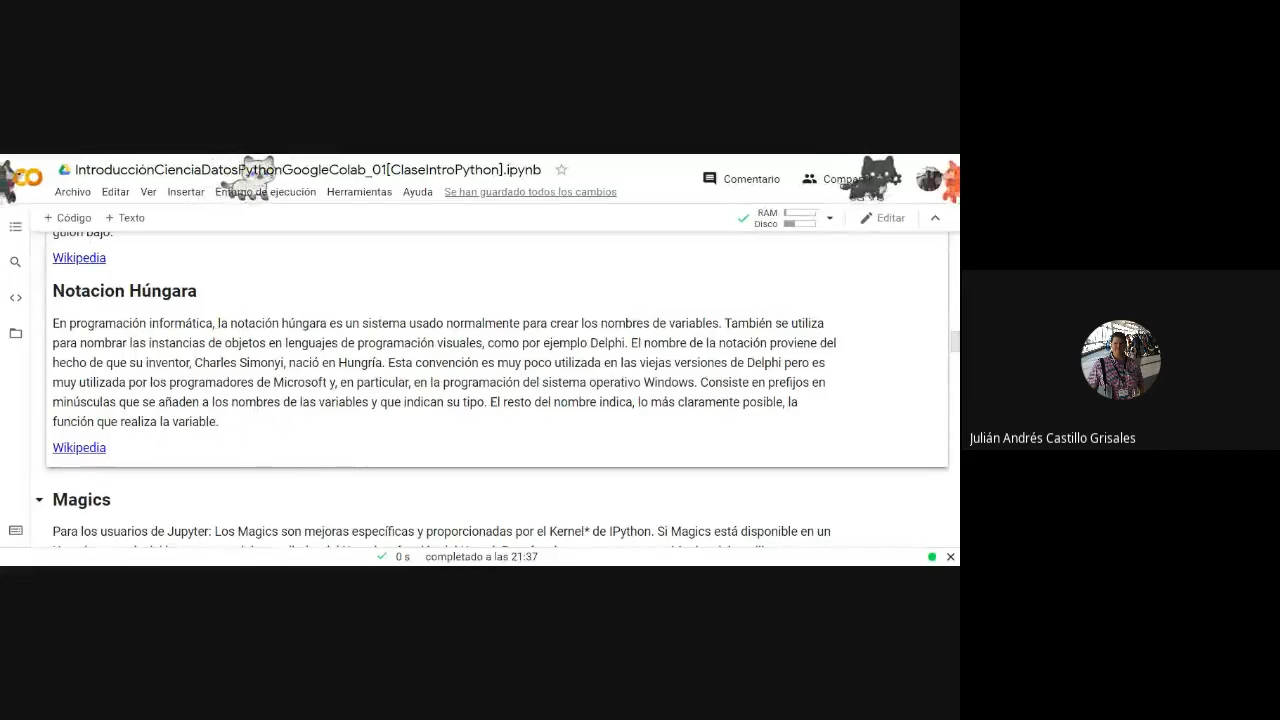 IntroducciónCienciaDatosPythonGoogleColab_01[ClaseIntroPython].ipynb
Comentario
Archivo Editar Ver Insertar de ejecución Herramientas Ayuda Se han guardado todos los cambios
+ Código + Texto
RAM
Disco
Editar
guion bajo.
Wikipedia
Notacion Húngara
En programación informática, la notación húngara es un sistema usado normalmente para crear los nombres de variables. También se utiliza
para nombrar las instancias de objetos en lenguajes de programación visuales, como por ejemplo Delphi. El nombre de la notación proviene del
hecho de que su inventor, Charles Simonyi, nació en Hungría. Esta convención es muy poco utilizada en las viejas versiones de Delphi pero es
muy utilizada por los programadores de Microsoft y, en particular, en la programación del sistema operativo Windows. Consiste en prefijos en
minúsculas que se añaden a los nombres de las variables y que indican su tipo. El resto del nombre indica, lo más claramente posible, la
función que realiza la variable.
Wikipedia
Magics
Para los usuarios de Jupyter: Los Magics son mejoras específicas y proporcionadas por el Kernel* de IPython. Si Magics está disponible en un
0 s completado a las 21:37
Julián Andrés Castillo Grisales